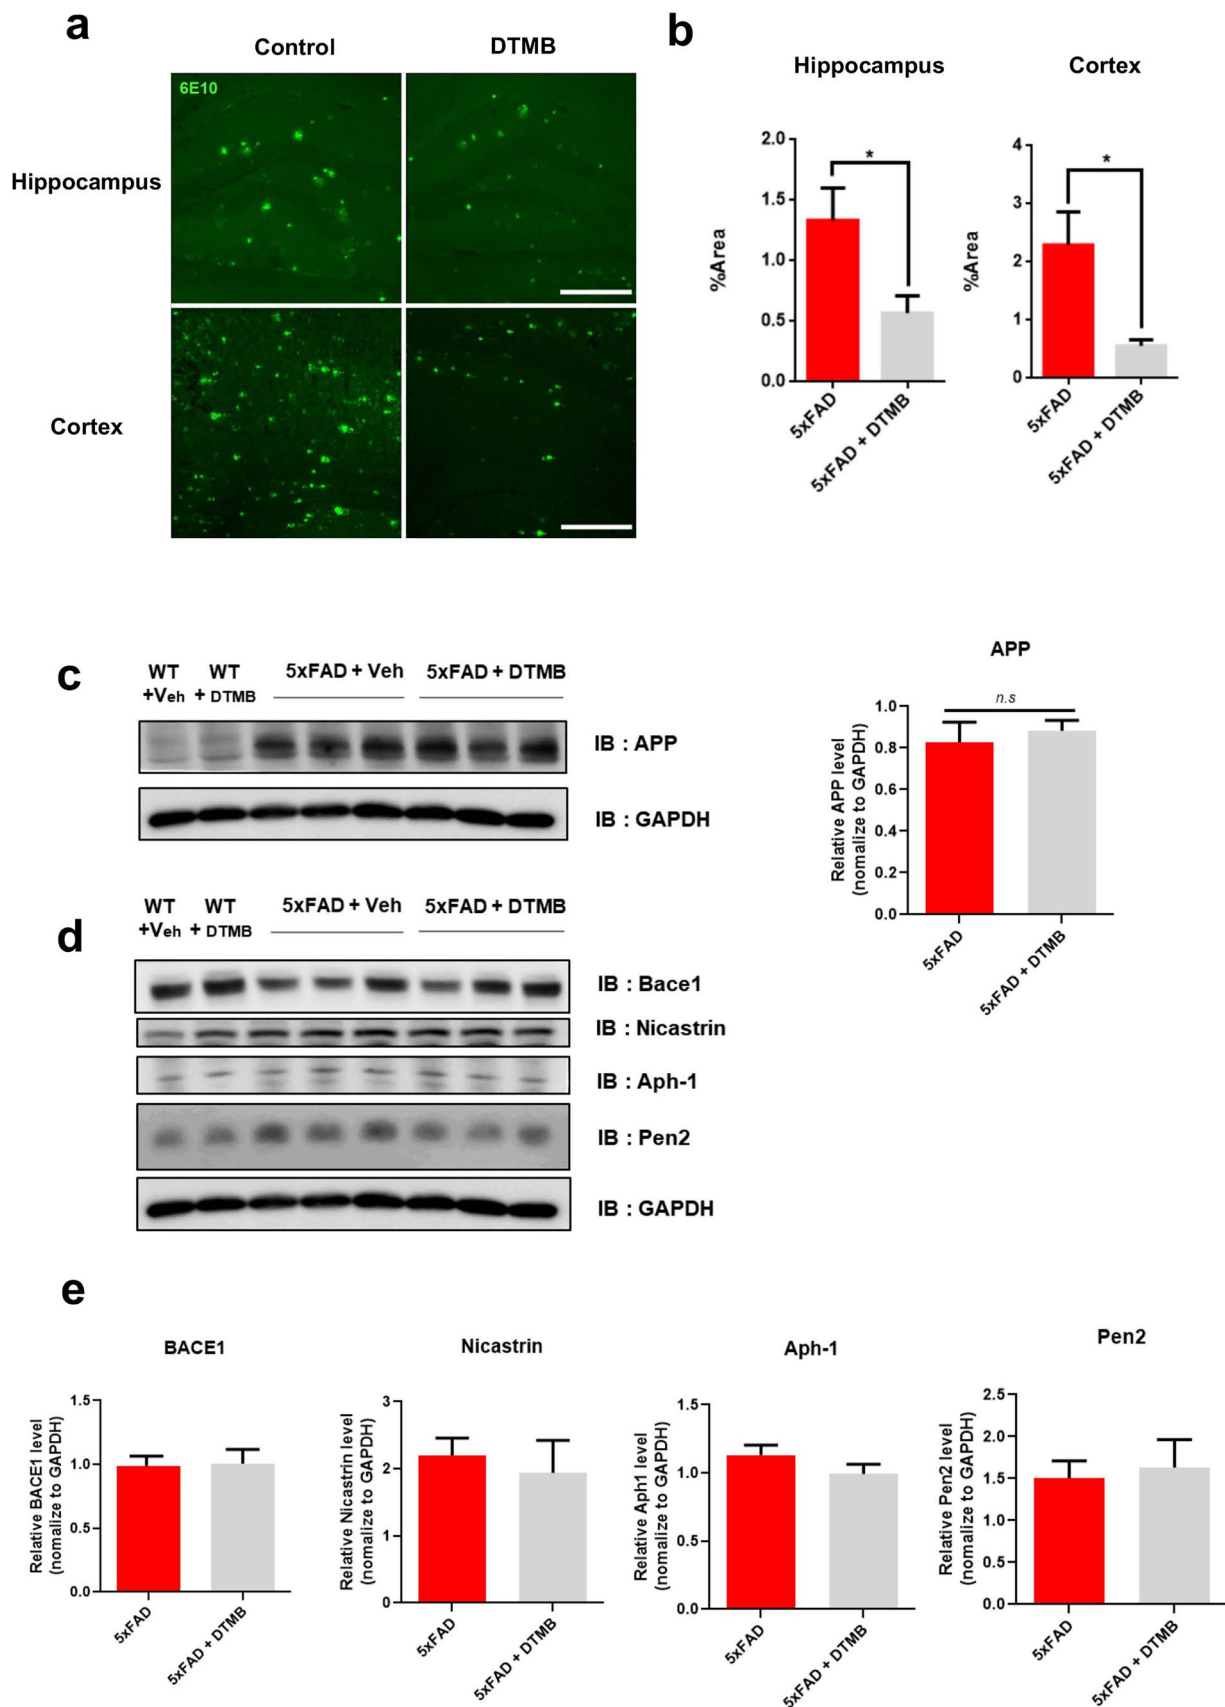 a
Control
DTMB
6E10
Hippocampus
Cortex
b
Hippocampus
Cortex
%Area
2.0
1.5
1.0
0.5
0.0
*
5xFAD
5xFAD + DTMB
%Area
4
3
2
1
0
*
5xFAD
5xFAD + DTMB
c
WT
+Veh
WT
+ DTMB
5xFAD + Veh
5xFAD + DTMB
IB : APP
IB : GAPDH
APP
Relative APP level
(nomalize to GAPDH)
1.0
0.8
0.6
0.4
0.2
0.0
n.s
5xFAD
5xFAD + DTMB
d
WT
+Veh
WT
+ DTMB
5xFAD + Veh
5xFAD + DTMB
IB : Bace1
IB : Nicastrin
IB : Aph-1
IB : Pen2
IB : GAPDH
e
BACE1
Relative BACE1 level
(nomalize to GAPDH)
1.5
1.0
0.5
0.0
5xFAD
5xFAD + DTMB
Nicastrin
Relative Nicastrin level
(nomalize to GAPDH)
3
2
1
0
5xFAD
5xFAD + DTMB
Aph-1
Relative Aph1 level
(nomalize to GAPDH)
1.5
1.0
0.5
0.0
5xFAD
5xFAD + DTMB
Pen2
Relative Pen2 level
(nomalize to GAPDH)
2.5
2.0
1.5
1.0
0.5
0.0
5xFAD
5xFAD + DTMB